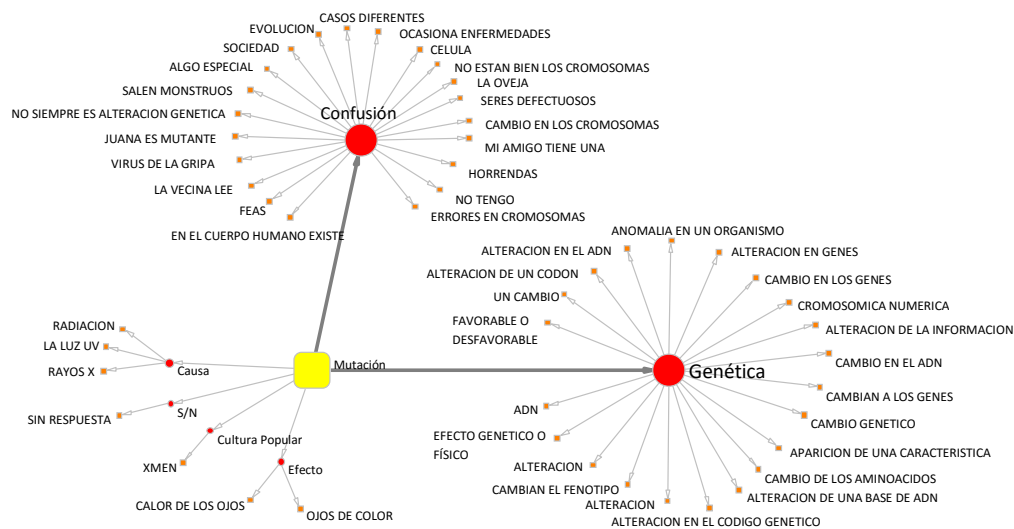 CASOS DIFERENTES
EVOLUCION
OCASIONA ENFERMEDADES
SOCIEDAD
CELULA
ALGO ESPECIAL
NO ESTAN BIEN LOS CROMOSOMAS
LA OVEJA
SALEN MONSTRUOS
SERES DEFECTUOSOS
Confusión
NO SIEMPRE ES ALTERACION GENETICA
CAMBIO EN LOS CROMOSOMAS
JUANA ES MUTANTE
MI AMIGO TIENE UNA
VIRUS DE LA GRIPA
HORRENDAS
LA VECINA LEE
NO TENGO
FEAS
ERRORES EN CROMOSOMAS
EN EL CUERPO HUMANO EXISTE
ANOMALIA EN UN ORGANISMO
ALTERACION EN EL ADN
ALTERACION EN GENES
ALTERACION DE UN CODON
CAMBIO EN LOS GENES
UN CAMBIO
CROMOSOMICA NUMERICA
FAVORABLE O
DESFAVORABLE
ALTERACION DE LA INFORMACION
RADIACION
LA LUZ UV
RAYOS X
Causa
Mutación
CAMBIO EN EL ADN
Genética
CAMBIAN A LOS GENES
S/N
SIN RESPUESTA
ADN
CAMBIO GENETICO
Cultura Popular
EFECTO GENETICO O
FÍSICO
APARICION DE UNA CARACTERISTICA
XMEN
Efecto
ALTERACION
CAMBIO DE LOS AMINOACIDOS
CAMBIAN EL FENOTIPO
ALTERACION DE UNA BASE DE ADN
CALOR DE LOS OJOS
OJOS DE COLOR
ALTERACION
ALTERACION EN EL CODIGO GENETICO